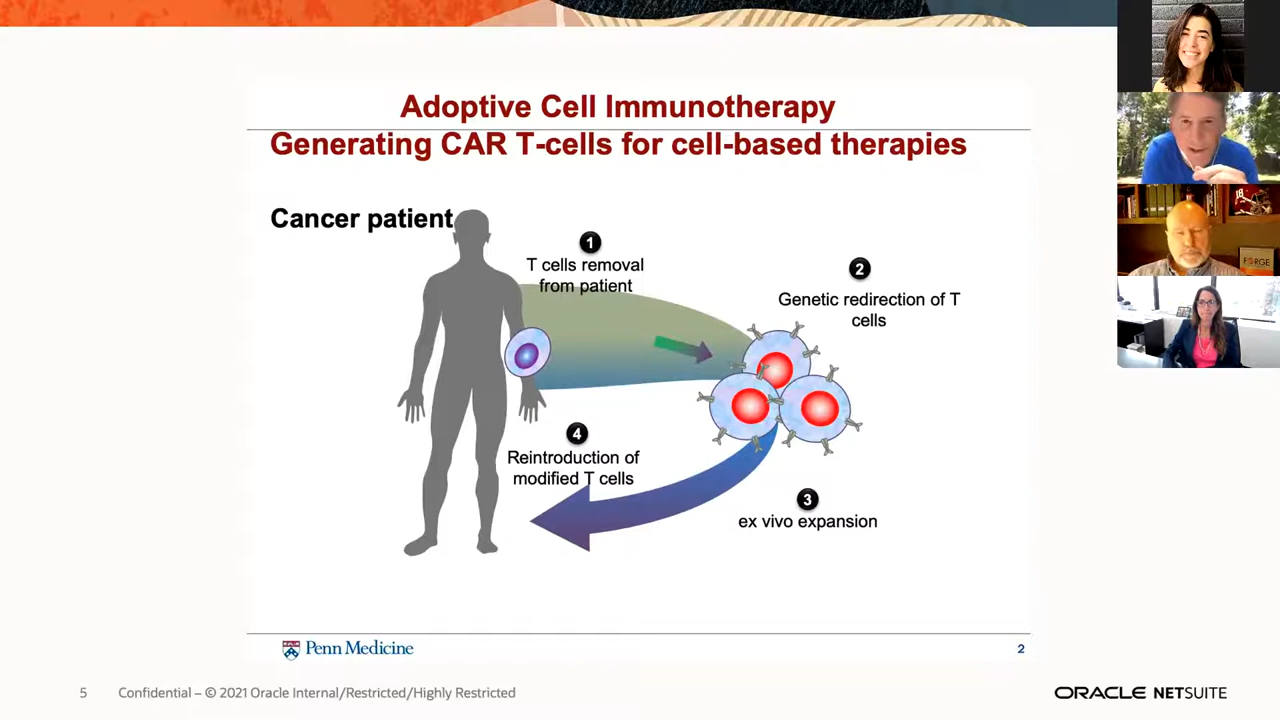 Adoptive Cell Immunotherapy
Generating CAR T-cells for cell-based therapies
Cancer patient
1
T cells removal
from patient
2
Genetic redirection of T
cells
4
Reintroduction of
modified T cells
3
ex vivo expansion
Penn Medicine
2
5
Confidential – © 2021 Oracle Internal/Restricted/Highly Restricted
ORACLE NETSUITE
FORGE